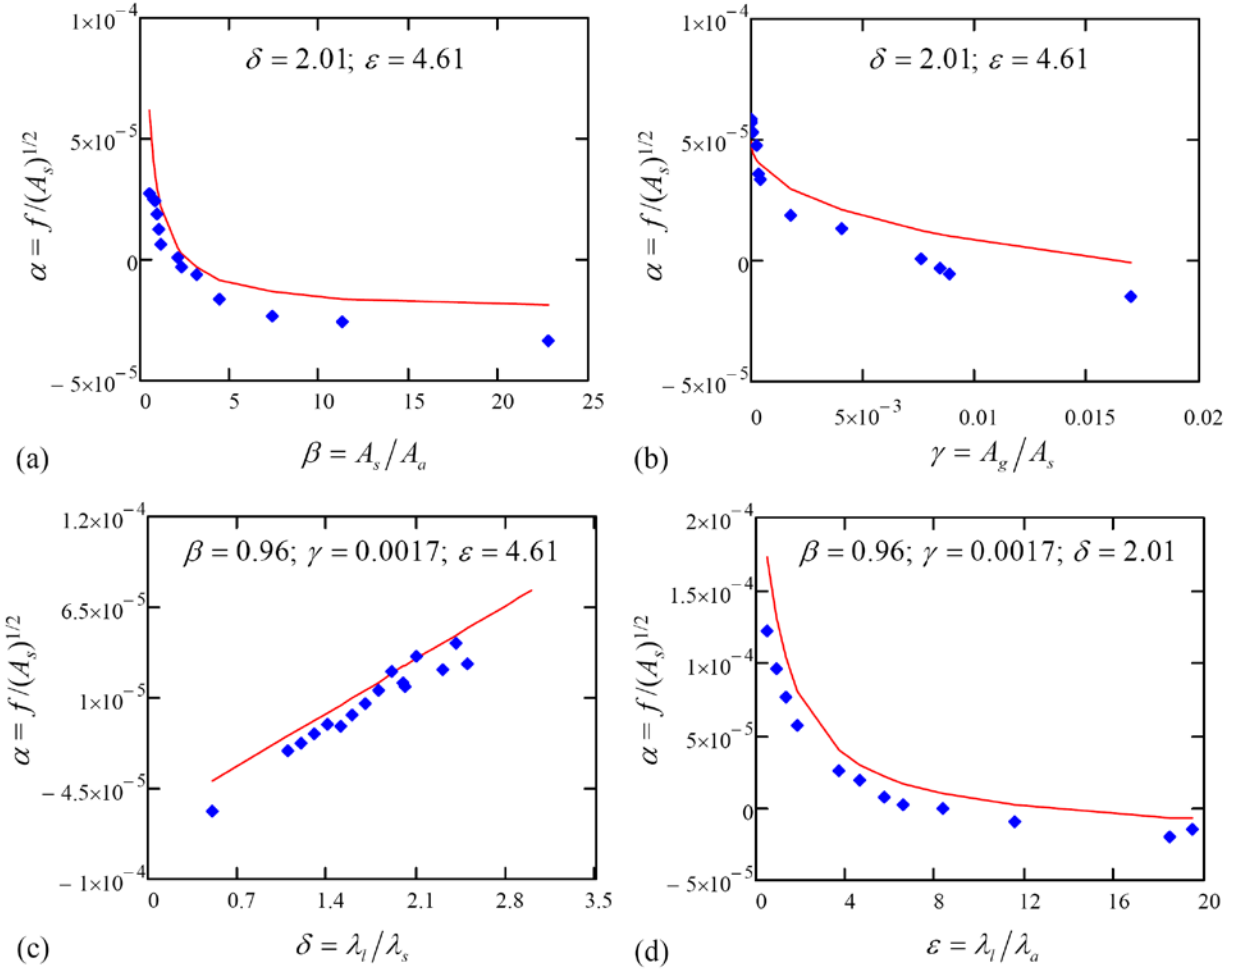 1×10⁻⁴
δ = 2.01; ε = 4.61
5×10⁻⁵
0
− 5×10⁻⁵
α = f/(Aₛ)^1/2
0 5 10 15 20 25
(a) β = Aₛ/Aₐ
1×10⁻⁴
δ = 2.01; ε = 4.61
5×10⁻⁵
0
−5×10⁻⁵
α = f/(Aₛ)^1/2
0 5×10⁻³ 0.01 0.015 0.02
(b) γ = A_g/Aₛ
1.2×10⁻⁴
β = 0.96; γ = 0.0017; ε = 4.61
6.5×10⁻⁵
1×10⁻⁵
− 4.5×10⁻⁵
− 1×10⁻⁴
α = f/(Aₛ)^1/2
0 0.7 1.4 2.1 2.8 3.5
(c) δ = λ_l/λₛ
2×10⁻⁴
β = 0.96; γ = 0.0017; δ = 2.01
1.5×10⁻⁴
1×10⁻⁴
5×10⁻⁵
0
−5×10⁻⁵
α = f/(Aₛ)^1/2
0 4 8 12 16 20
(d) ε = λ_l/λₐ